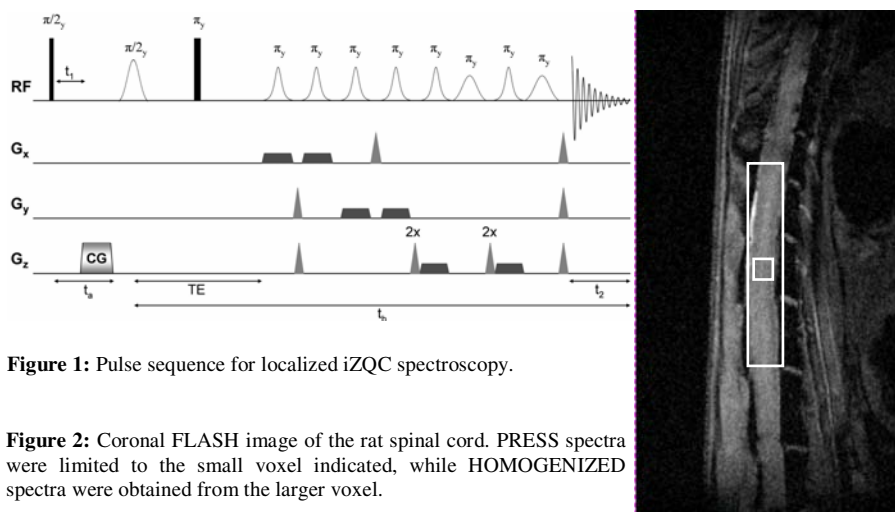 π/2y
π/2y
πy
πy
πy
πy
πy
πy
πy
πy
πy
t1
RF
Gx
Gy
2x
2x
Gz
CG
ta
TE
t2
tb
Figure 1: Pulse sequence for localized iZQC spectroscopy.
Figure 2: Coronal FLASH image of the rat spinal cord. PRESS spectra
were limited to the small voxel indicated, while HOMOGENIZED
spectra were obtained from the larger voxel.